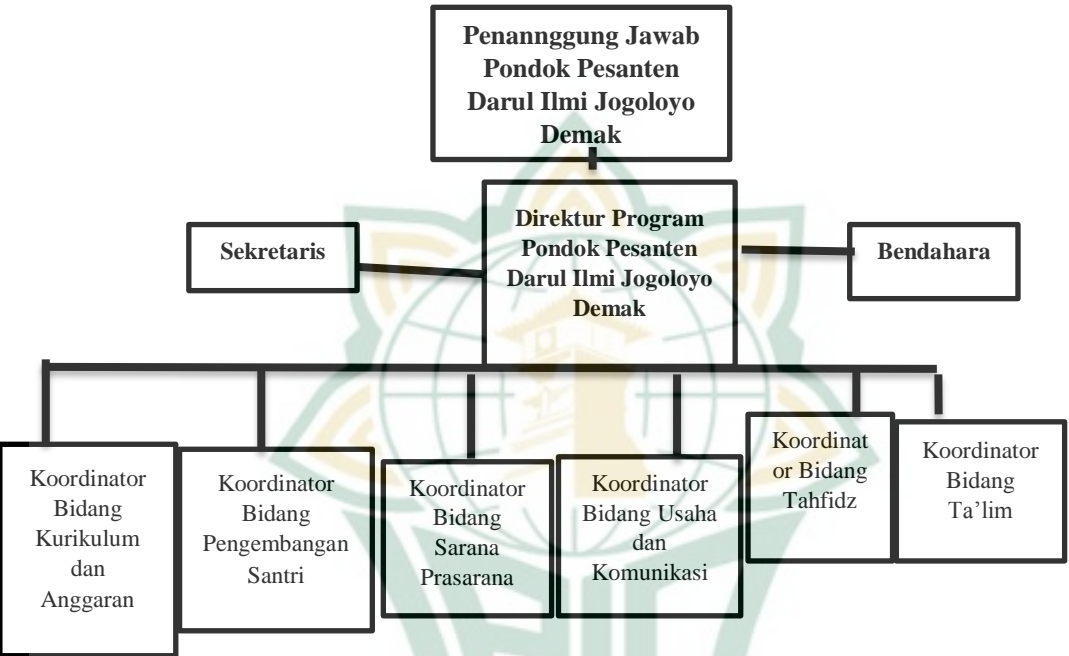 Penannggung Jawab
Pondok Pesanten
Darul Ilmi Jogoloyo
Demak
Sekretaris
Direktur Program
Pondok Pesanten
Darul Ilmi Jogoloyo
Demak
Bendahara
Koordinator
Bidang
Kurikulum
dan
Anggaran
Koordinator
Bidang
Pengembangan
Santri
Koordinator
Bidang
Sarana
Prasarana
Koordinator
Bidang Usaha
dan
Komunikasi
Koordinat
or Bidang
Tahfidz
Koordinator
Bidang
Ta’lim